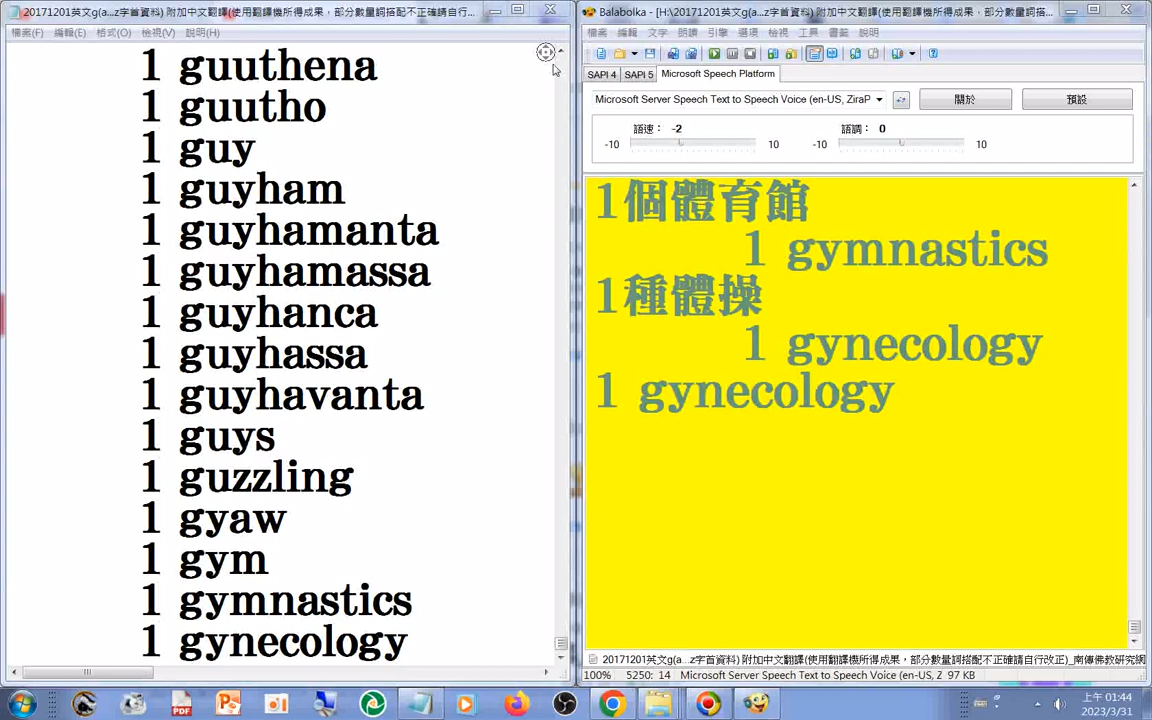 20171201英文g(a...z字首資料) 附加中文翻譯(使用翻譯機所得成果，部分數量詞搭配不正確請自行...
檔案(F) 編輯(E) 格式(O) 檢視(V) 說明(H)
1 guuthena
1 guutho
1 guy
1 guyham
1 guyhamanta
1 guyhamassa
1 guyhanca
1 guyhassa
1 guyhavanta
1 guys
1 guzzling
1 gyaw
1 gym
1 gymnastics
1 gynecology
Balabolka - [H:\20171201英文g(a...z字首資料) 附加中文翻譯(使用翻譯機所得成果，部分數量詞搭...
檔案 編輯 文字 朗讀 引擎 選項 檢視 工具 書籤 說明
SAPI 4 SAPI 5 Microsoft Speech Platform
Microsoft Server Speech Text to Speech Voice (en-US, ZiraP
關於 預設
語速： -2 語調： 0
-10 10 -10 10
1個體育館
1 gymnastics
1種體操
1 gynecology
1 gynecology
20171201英文g(a...z字首資料) 附加中文翻譯(使用翻譯機所得成果，部分數量詞搭配不正確請自行改正)_南傳佛教研究網
100% 5250: 14 Microsoft Server Speech Text to Speech Voice (en-US, Z 97 KB
PDF
上午 01:44
2023/3/31